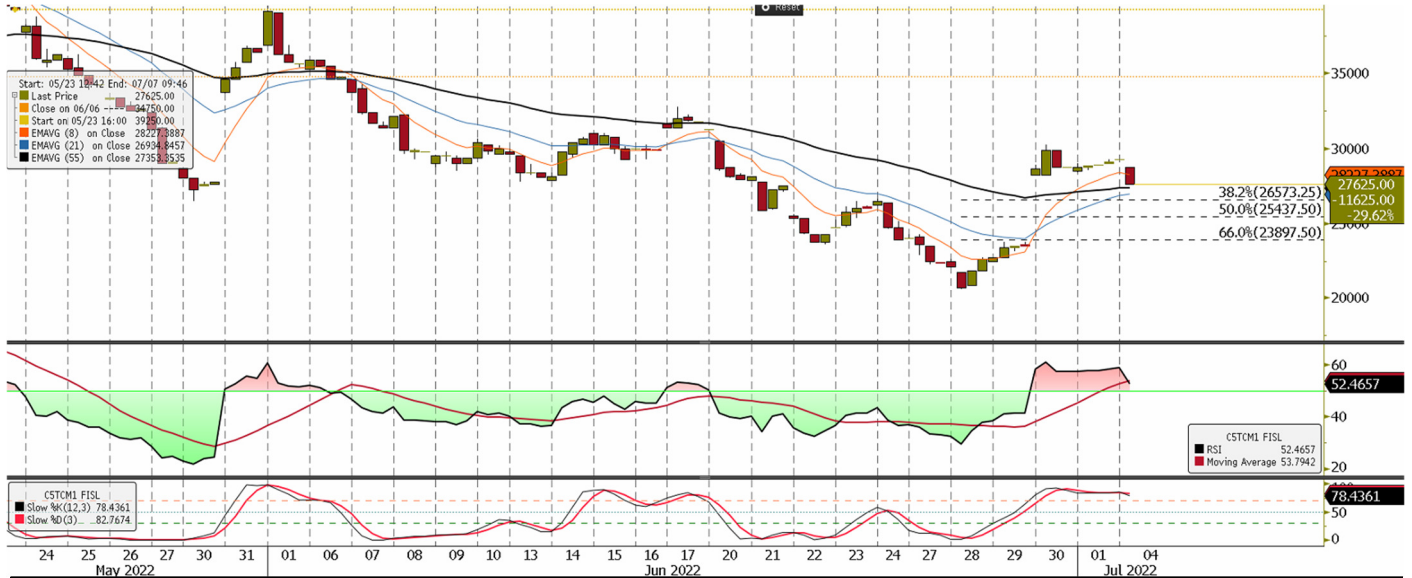 Reset
Start: 05/23 12:42 End: 07/07 09:46
Last Price 27625.00
Close on 06/06 ---- 34750.00
Start on 05/23 16:00 39250.00
EMAVG (8) on Close 28227.3887
EMAVG (21) on Close 26934.8457
EMAVG (55) on Close 27353.3535
35000
30000
28227.3887
27625.00
-11625.00
-29.62%
38.2%(26573.25)
50.0%(25437.50)
25000
66.0%(23897.50)
20000
60
52.4657
40
20
C5TCM1 FISL
RSI 52.4657
Moving Average 53.7942
C5TCM1 FISL
Slow %K(12,3) 78.4361
Slow %D(3) 82.7674
100
78.4361
50
0
24 25 26 27 30 31 01 06 07 08 09 10 13 14 15 16 17 20 21 22 23 24 27 28 29 30 01 04
May 2022 Jun 2022 Jul 2022